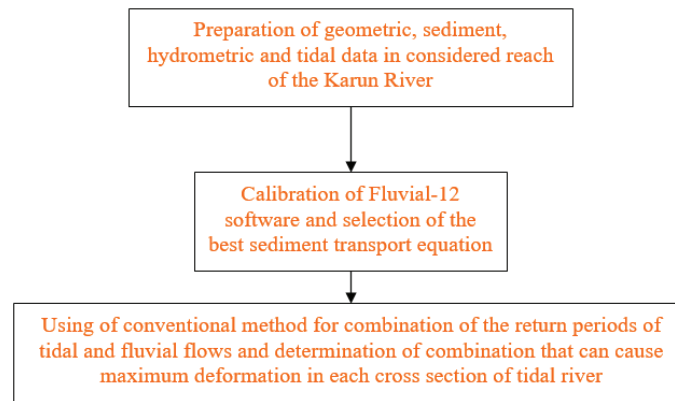 Preparation of geometric, sediment,
hydrometric and tidal data in considered reach
of the Karun River
Calibration of Fluvial-12
software and selection of the
best sediment transport equation
Using of conventional method for combination of the return periods of
tidal and fluvial flows and determination of combination that can cause
maximum deformation in each cross section of tidal river